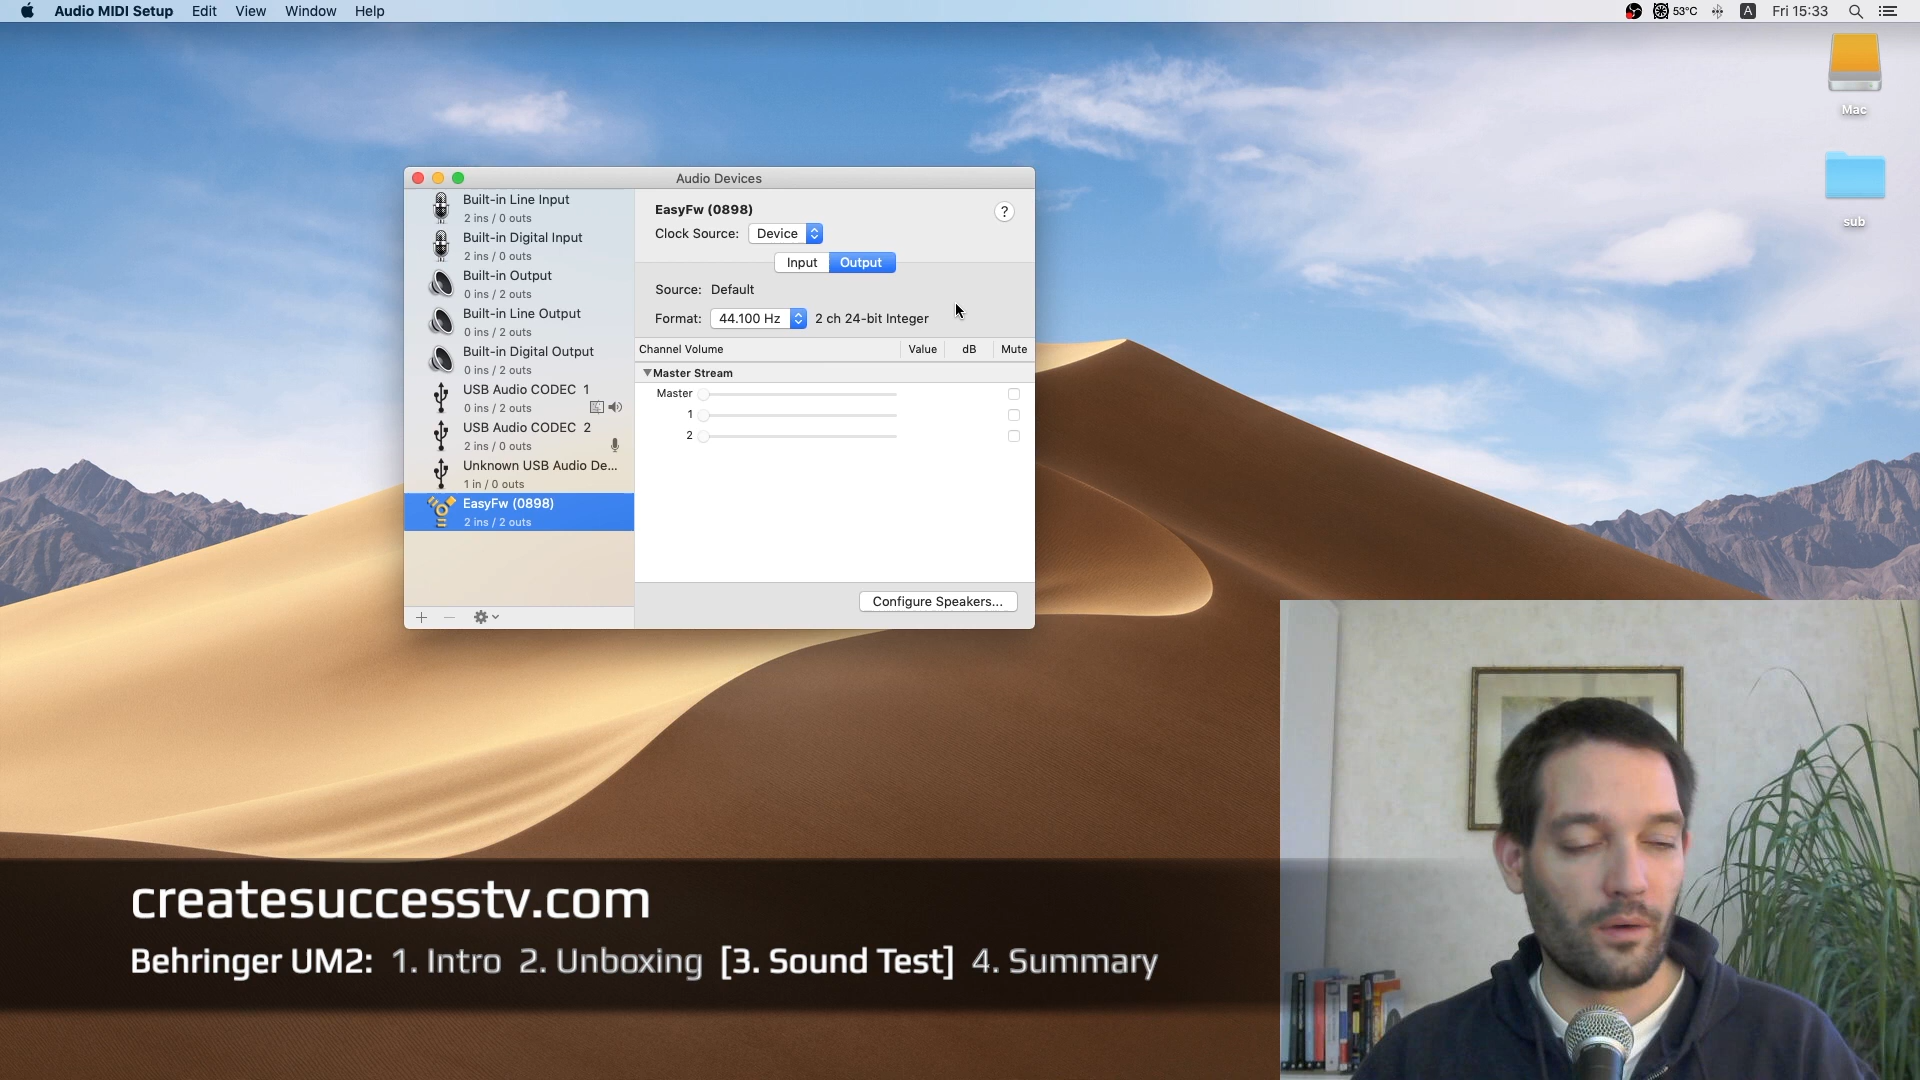 Audio MIDI Setup Edit View Window Help
53°C A Fri 15:33
Mac
sub
Audio Devices
Built-in Line Input
2 ins / 0 outs
Built-in Digital Input
2 ins / 0 outs
Built-in Output
0 ins / 2 outs
Built-in Line Output
0 ins / 2 outs
Built-in Digital Output
0 ins / 2 outs
USB Audio CODEC 1
0 ins / 2 outs
USB Audio CODEC 2
2 ins / 0 outs
Unknown USB Audio De...
1 in / 0 outs
EasyFw (0898)
2 ins / 2 outs
EasyFw (0898)
?
Clock Source: Device
Input Output
Source: Default
Format: 44.100 Hz 2 ch 24-bit Integer
Channel Volume Value dB Mute
Master Stream
Master
1
2
Configure Speakers...
createsuccesstv.com
Behringer UM2: 1. Intro 2. Unboxing [3. Sound Test] 4. Summary